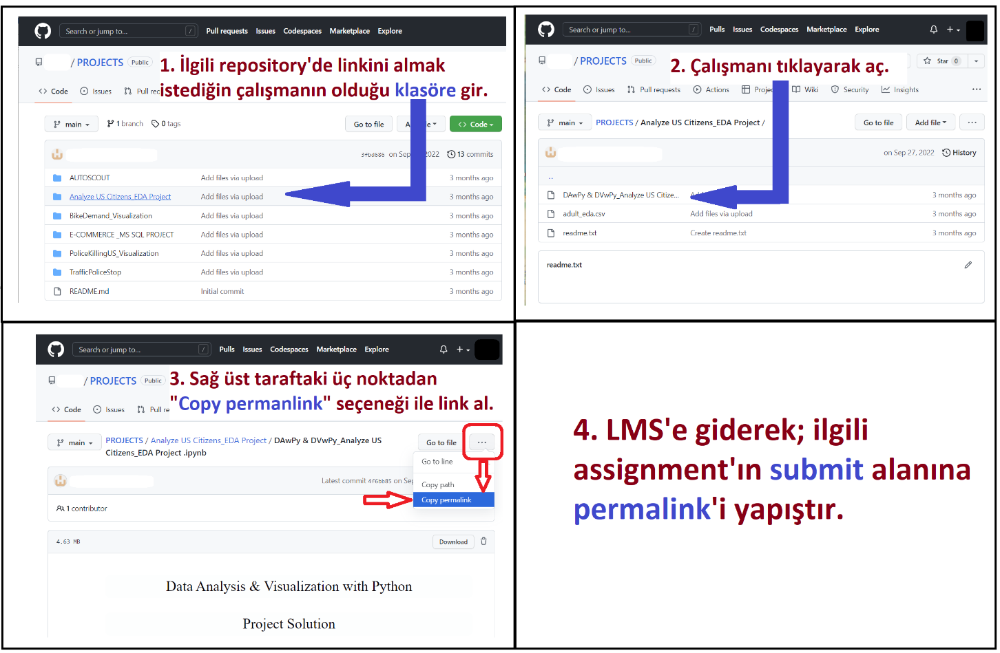 Search or jump to... / Pull requests Issues Codespaces Marketplace Explore
/ PROJECTS Public
1. İlgili repository'de linkini almak
istediğin çalışmanın olduğu klasöre gir.
<> Code Issues Pull rec
main 1 branch 0 tags Go to file <> Code
3fbd686 on Sep 2022 13 commits
AUTOSCOUT Add files via upload 3 months ago
Analyze US Citizens_EDA Project Add files via upload 3 months ago
BikeDemand_Visualization Add files via upload 3 months ago
E-COMMERCE _MS SQL PROJECT Add files via upload 3 months ago
PoliceKillingUS_Visualization Add files via upload 3 months ago
TrafficPoliceStop Add files via upload 3 months ago
README.md Initial commit 3 months ago
Search or jump to... / Pulls Issues Codespaces Marketplace Explore
/ PROJECTS Public Star 0
2. Çalışmanı tıklayarak aç.
<> Code Issues Pull requests Actions Projec Wiki Security Insights ...
main PROJECTS / Analyze US Citizens_EDA Project / Go to file Add file ...
on Sep 27, 2022 History
..
DAwPy & DVwPy_Analyze US Citize... 3 months ago
adult_eda.csv Add files via upload 3 months ago
readme.txt Create readme.txt 3 months ago
readme.txt
Search or jump to... / Pulls Issues Codespaces Marketplace Explore
/ PROJECTS Public
3. Sağ üst taraftaki üç noktadan
"Copy permanlink" seçeneği ile link al.
<> Code Issues Pull re
main PROJECTS / Analyze US Citizens_EDA Project / DAwPy & DVwPy_Analyze US Go to file ...
Citizens_EDA Project .ipynb
Go to line
Latest commit 4f6bb85 on Sep
Copy path
Copy permalink
1 contributor
4.63 MB Download
Data Analysis & Visualization with Python
Project Solution
4. LMS'e giderek; ilgili
assignment'ın submit alanına
permalink'i yapıştır.